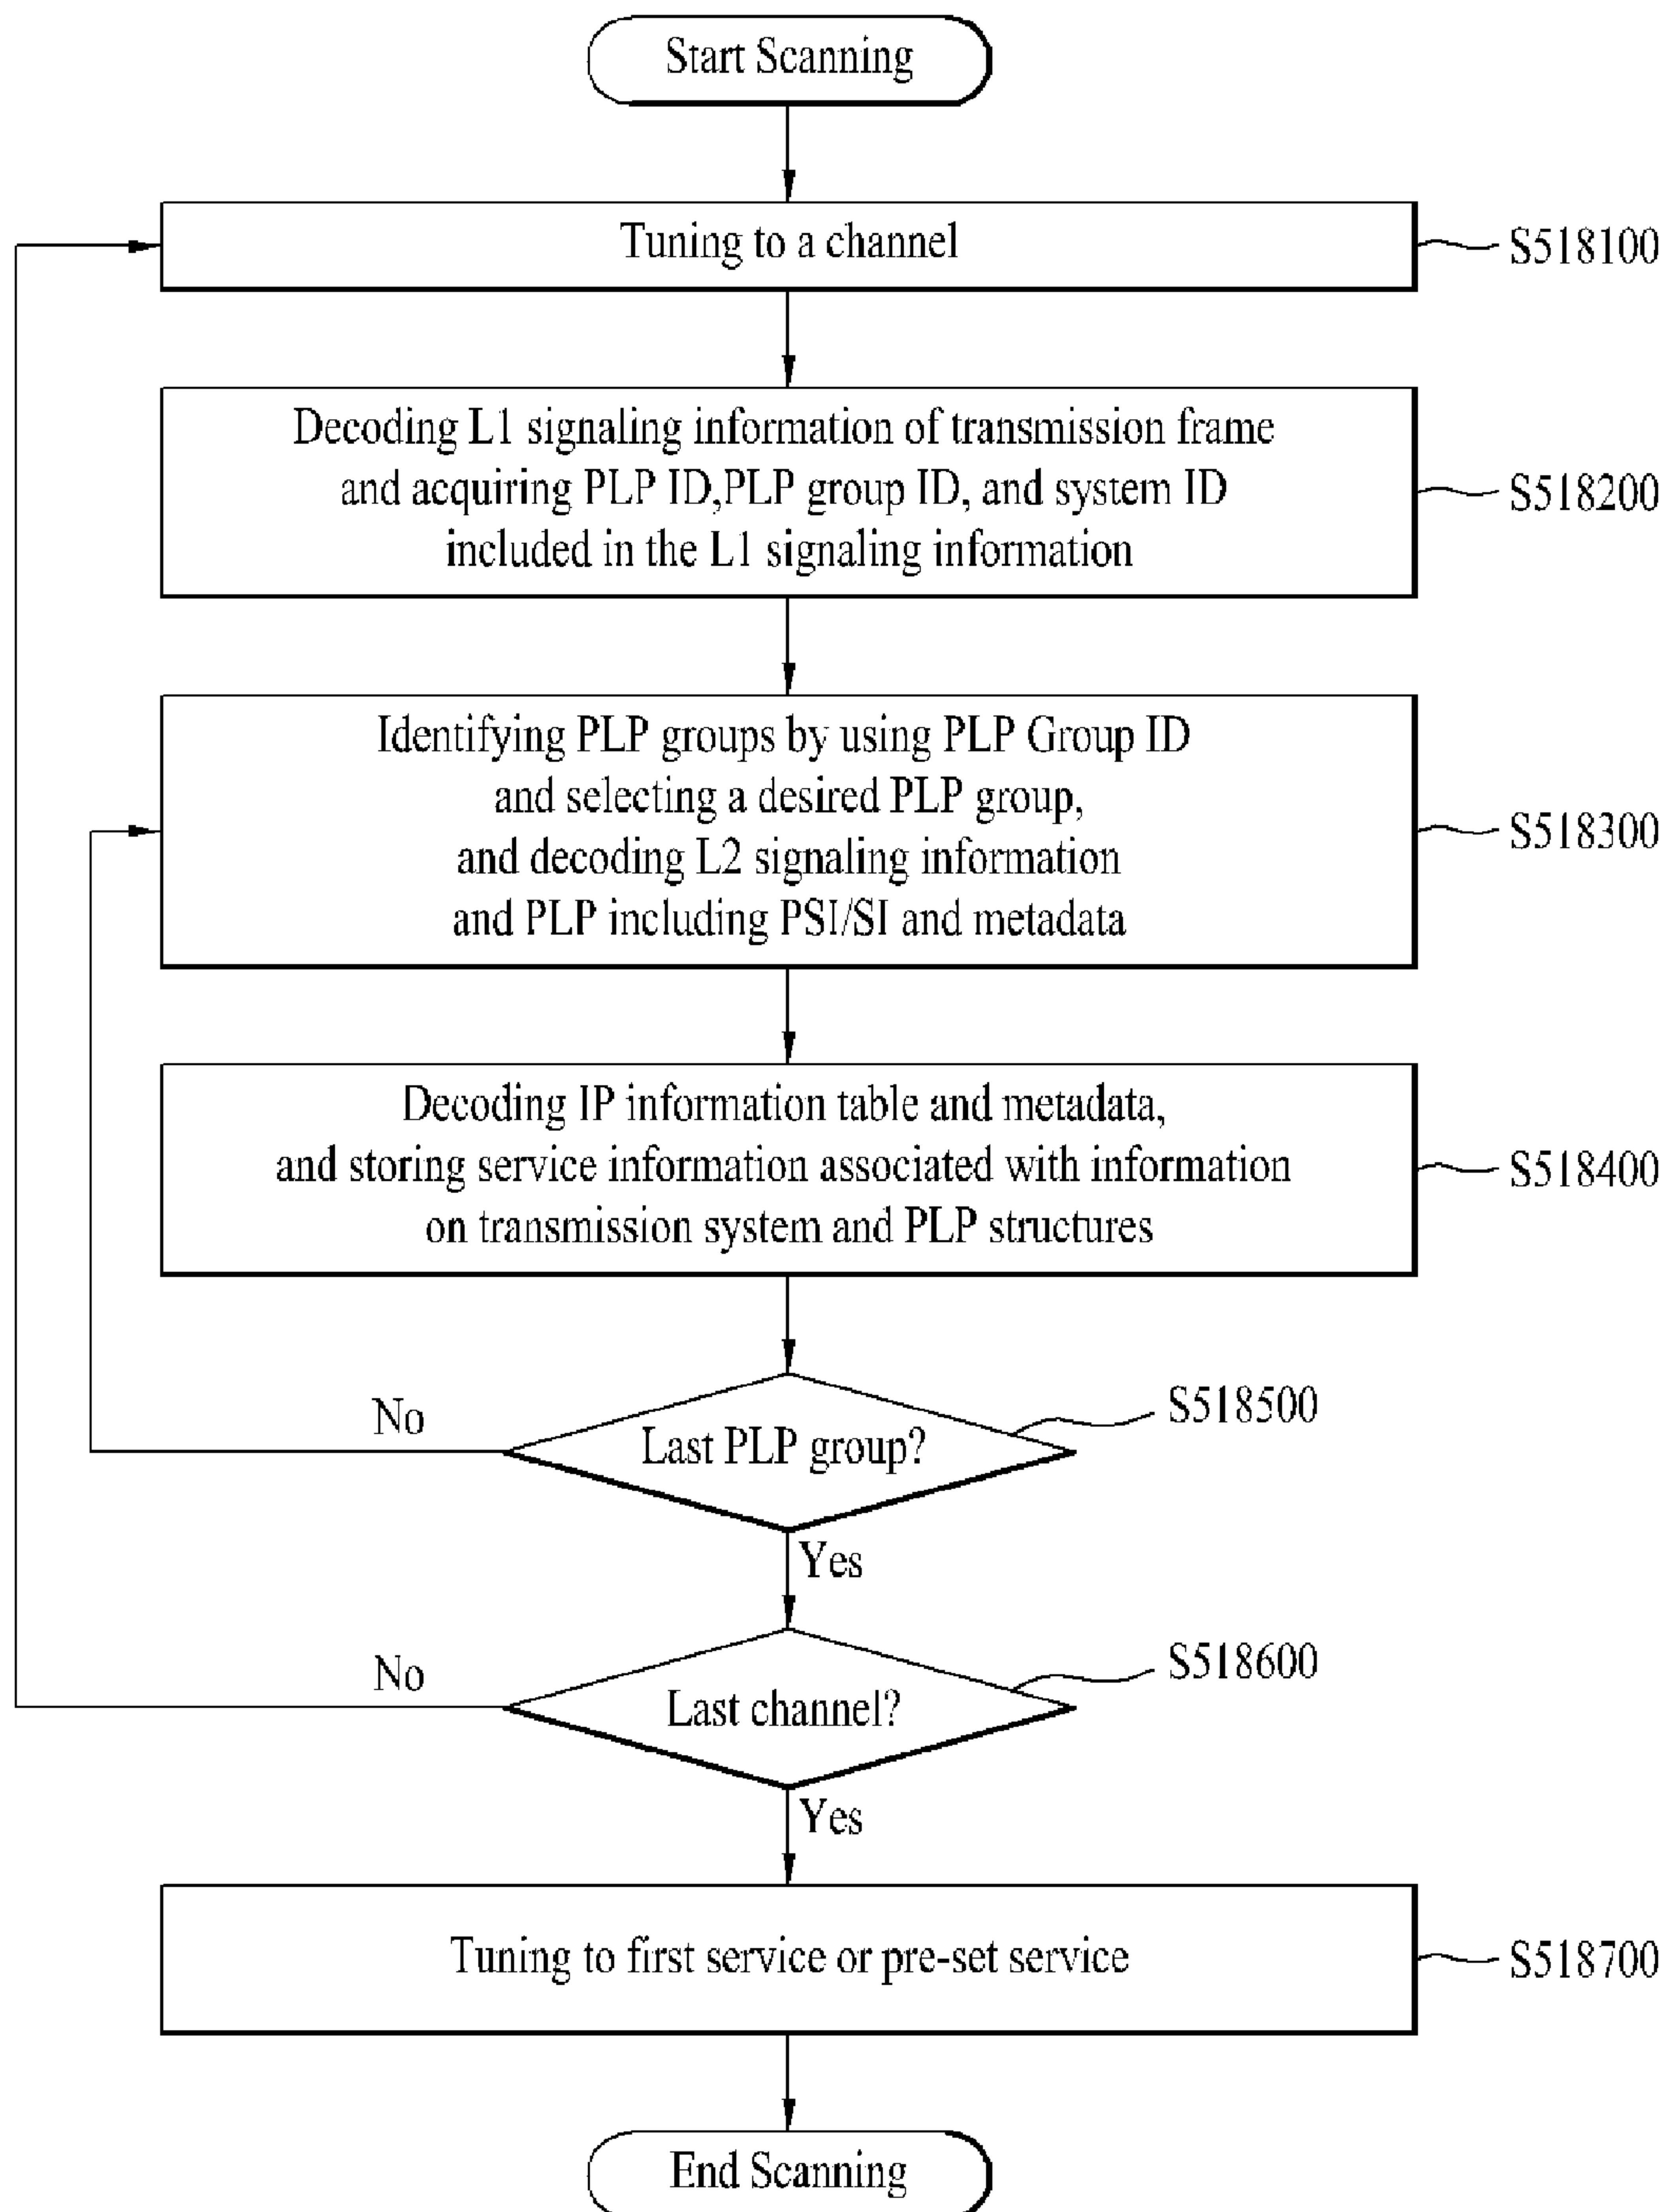 Start Scanning
Tuning to a channel
S518100
Decoding L1 signaling information of transmission frame
and acquiring PLP ID,PLP group ID, and system ID
included in the L1 signaling information
S518200
Identifying PLP groups by using PLP Group ID
and selecting a desired PLP group,
and decoding L2 signaling information
and PLP including PSI/SI and metadata
S518300
Decoding IP information table and metadata,
and storing service information associated with information
on transmission system and PLP structures
S518400
Last PLP group?
S518500
No
Yes
Last channel?
S518600
No
Yes
Tuning to first service or pre-set service
S518700
End Scanning